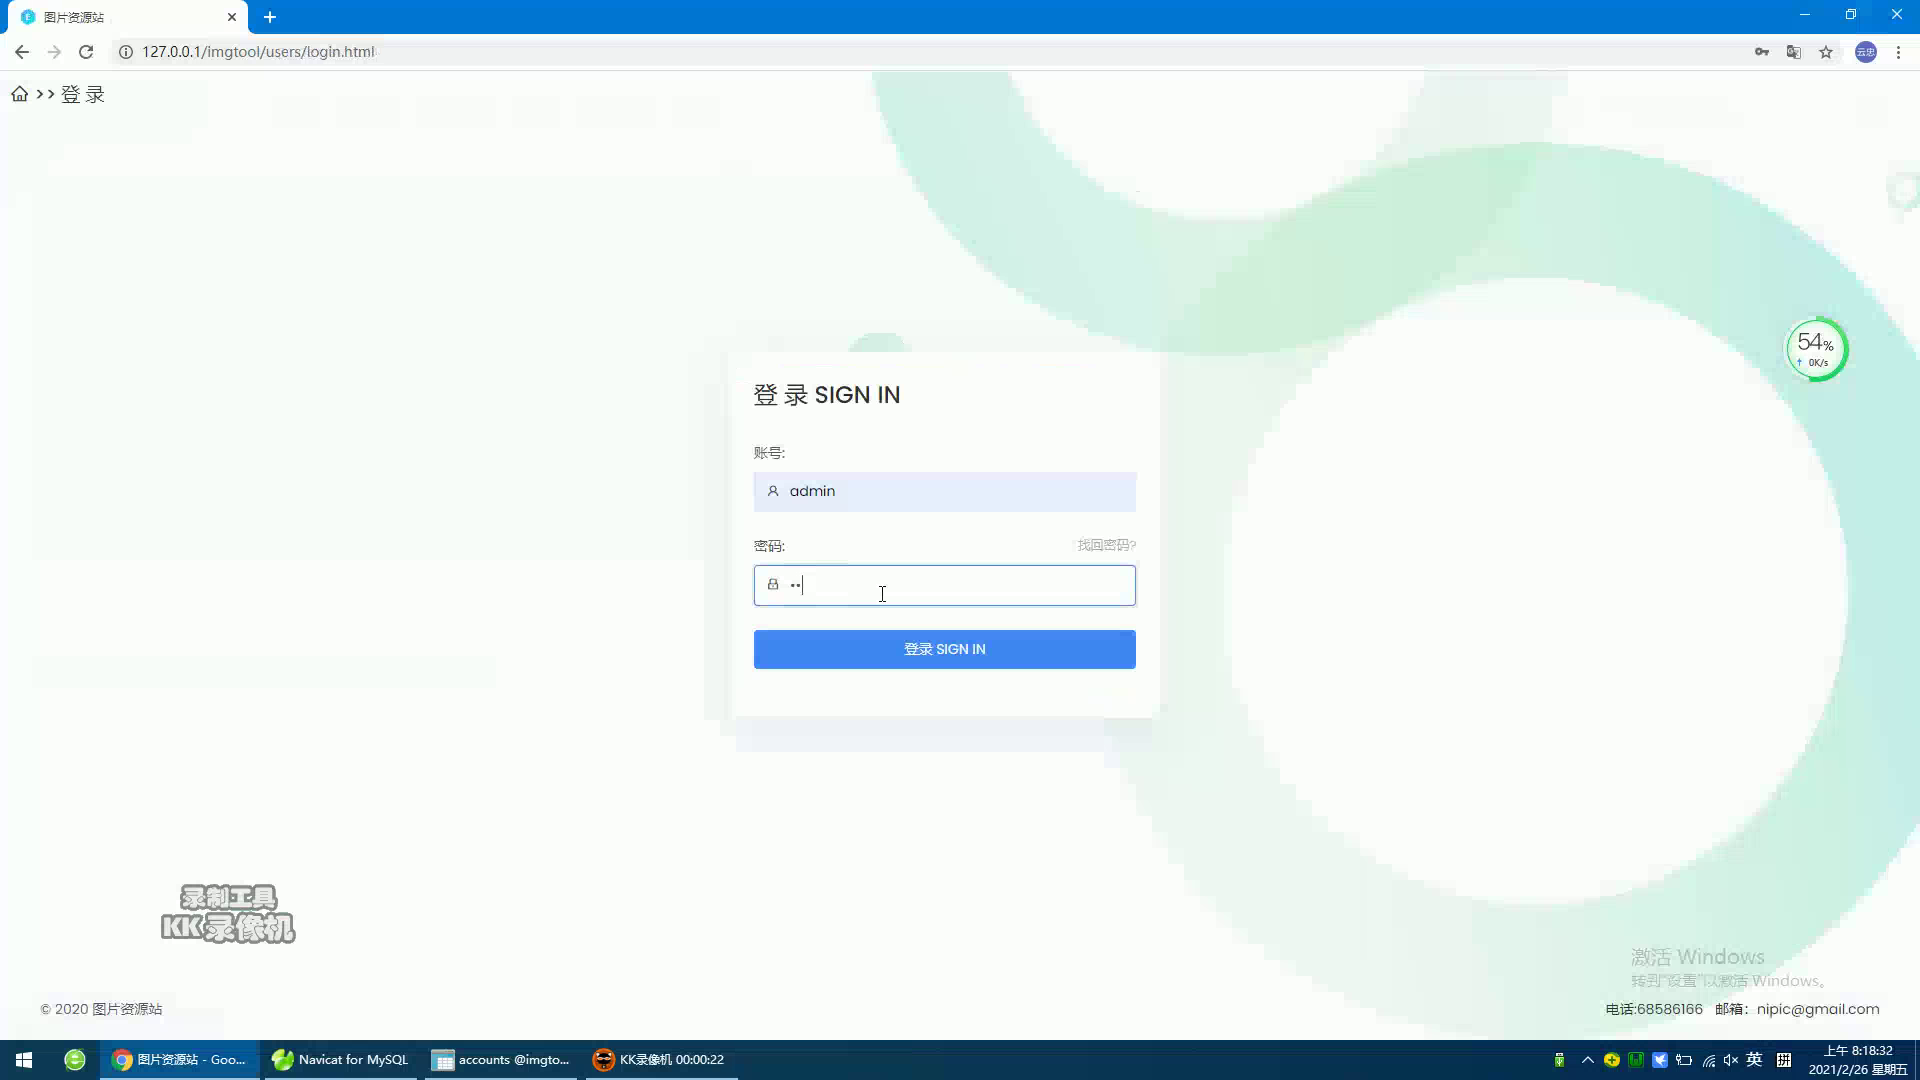 图片资源站
127.0.0.1/imgtool/users/login.html
云忠
>> 登 录
54%
0K/s
登 录 SIGN IN
账号:
admin
密码:
找回密码?
••
登录 SIGN IN
录制工具
KK录像机
激活 Windows
转到"设置"以激活 Windows。
© 2020 图片资源站
电话:68586166 邮箱：nipic@gmail.com
图片资源站 - Goo...
Navicat for MySQL
accounts @imgto...
KK录像机 00:00:22
英
拼
上午 8:18:32
2021/2/26 星期五